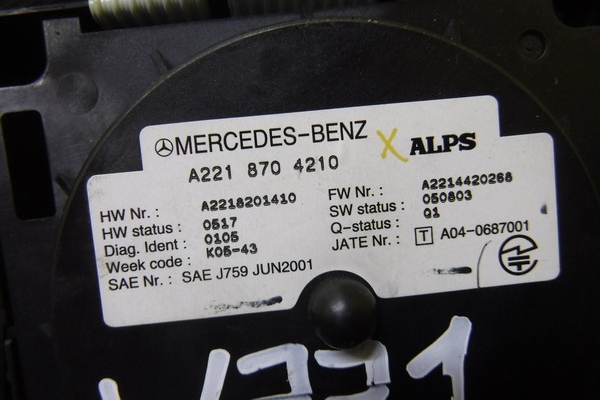 MERCEDES-BENZ X ALPS
A221 870 4210
HW Nr. : A2218201410
HW status : 0517
Diag. Ident : 0105
Week code : K05-43
SAE Nr. : SAE J759 JUN2001
FW Nr. : A2214420268
SW status : 050803
Q-status : Q1
JATE Nr. : T A04-0687001